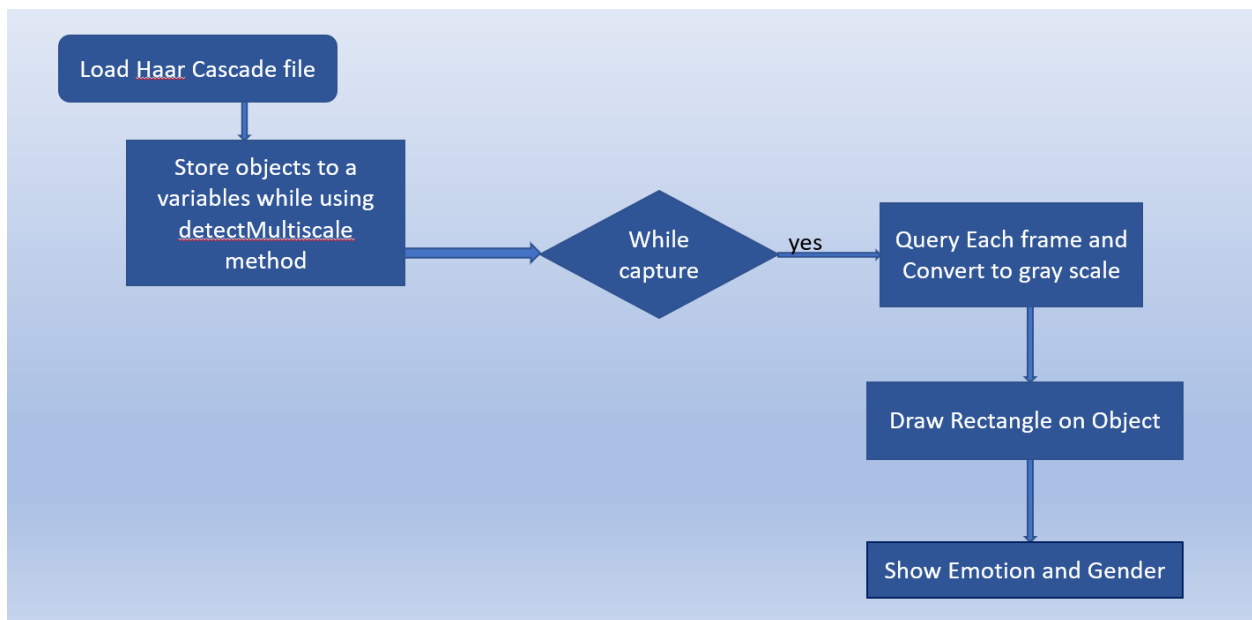 Load Haar Cascade file
Store objects to a
variables while using
detectMultiscale
method
While
capture
yes
Query Each frame and
Convert to gray scale
Draw Rectangle on Object
Show Emotion and Gender